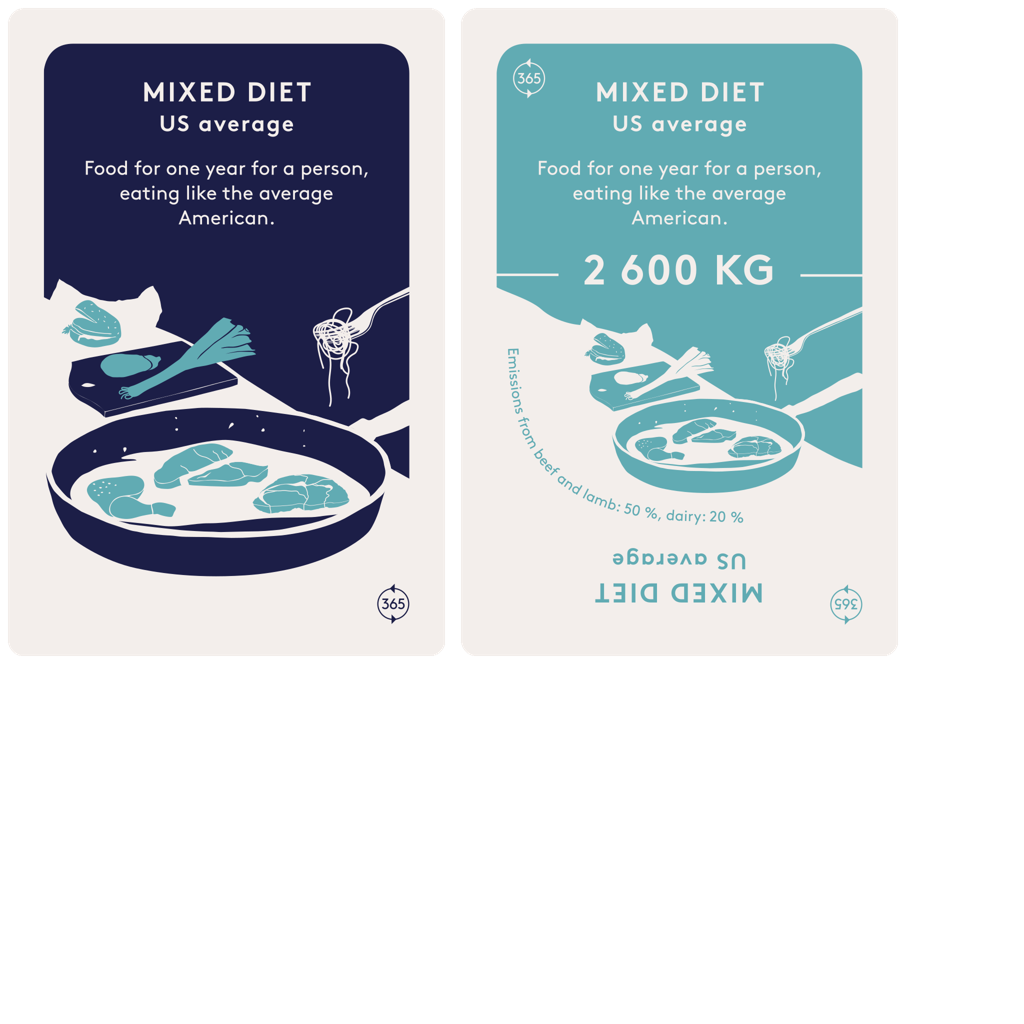 MIXED DIET
US average
Food for one year for a person,
eating like the average
American.
365
365
MIXED DIET
US average
Food for one year for a person,
eating like the average
American.
2 600 KG
Emissions from beef and lamb: 50 %, dairy: 20 %
US average
MIXED DIET
365